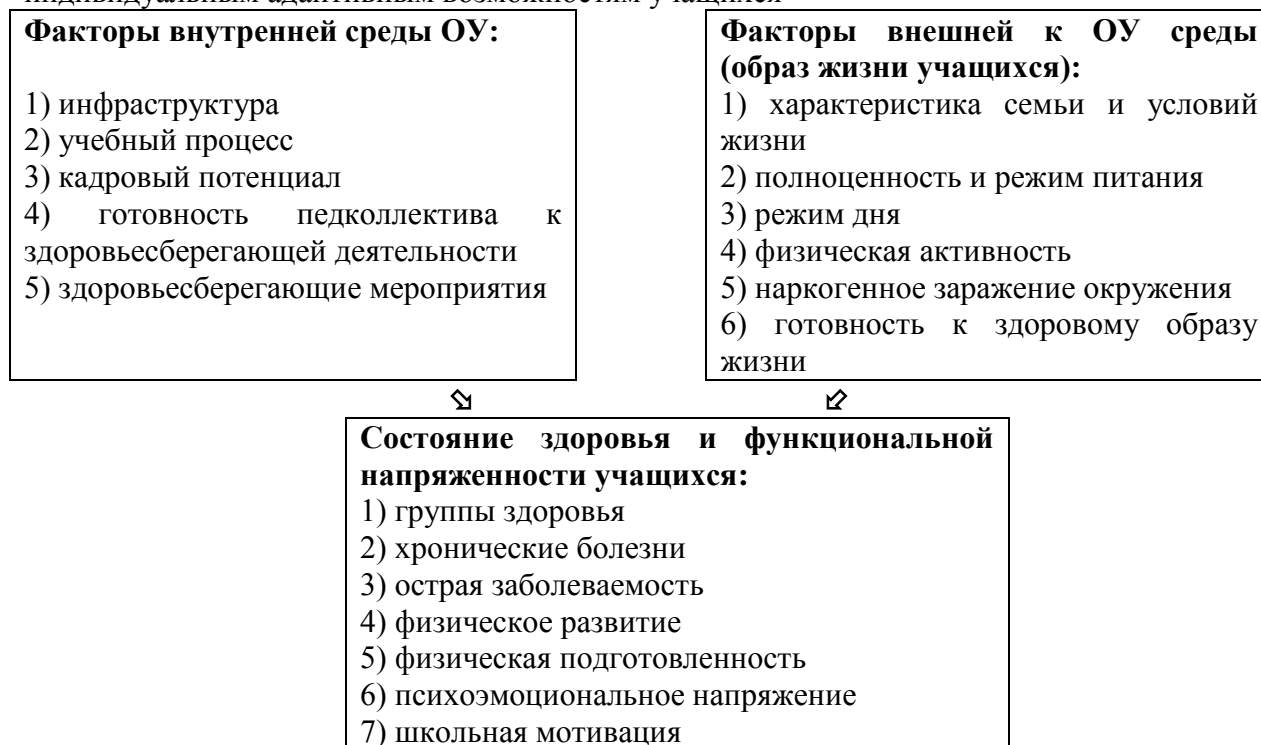 индивидуальным адаптивным возможностям учащихся
Факторы внутренней среды ОУ:
1) инфраструктура
2) учебный процесс
3) кадровый потенциал
4) готовность педколлектива к
здоровьесберегающей деятельности
5) здоровьесберегающие мероприятия
Факторы внешней к ОУ среды
(образ жизни учащихся):
1) характеристика семьи и условий
жизни
2) полноценность и режим питания
3) режим дня
4) физическая активность
5) наркогенное заражение окружения
6) готовность к здоровому образу
жизни
Состояние здоровья и функциональной
напряженности учащихся:
1) группы здоровья
2) хронические болезни
3) острая заболеваемость
4) физическое развитие
5) физическая подготовленность
6) психоэмоциональное напряжение
7) школьная мотивация